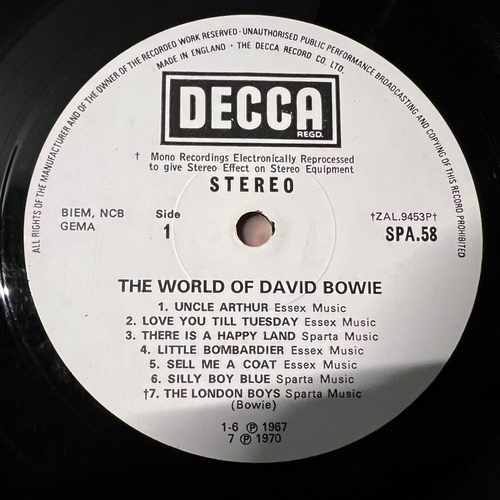 ALL RIGHTS OF THE MANUFACTURER AND OF THE OWNER OF THE RECORDED WORK RESERVED · UNAUTHORISED PUBLIC PERFORMANCE BROADCASTING AND COPYING OF THIS RECORD PROHIBITED
MADE IN ENGLAND · THE DECCA RECORD CO. LTD.
DECCA
REGD.
† Mono Recordings Electronically Reprocessed
to give Stereo Effect on Stereo Equipment
STEREO
BIEM, NCB
GEMA
Side
1
†ZAL.9453P†
SPA.58
THE WORLD OF DAVID BOWIE
1. UNCLE ARTHUR Essex Music
2. LOVE YOU TILL TUESDAY Essex Music
3. THERE IS A HAPPY LAND Sparta Music
4. LITTLE BOMBARDIER Essex Music
5. SELL ME A COAT Essex Music
6. SILLY BOY BLUE Sparta Music
†7. THE LONDON BOYS Sparta Music
(Bowie)
1-6 ℗ 1967
7 ℗ 1970